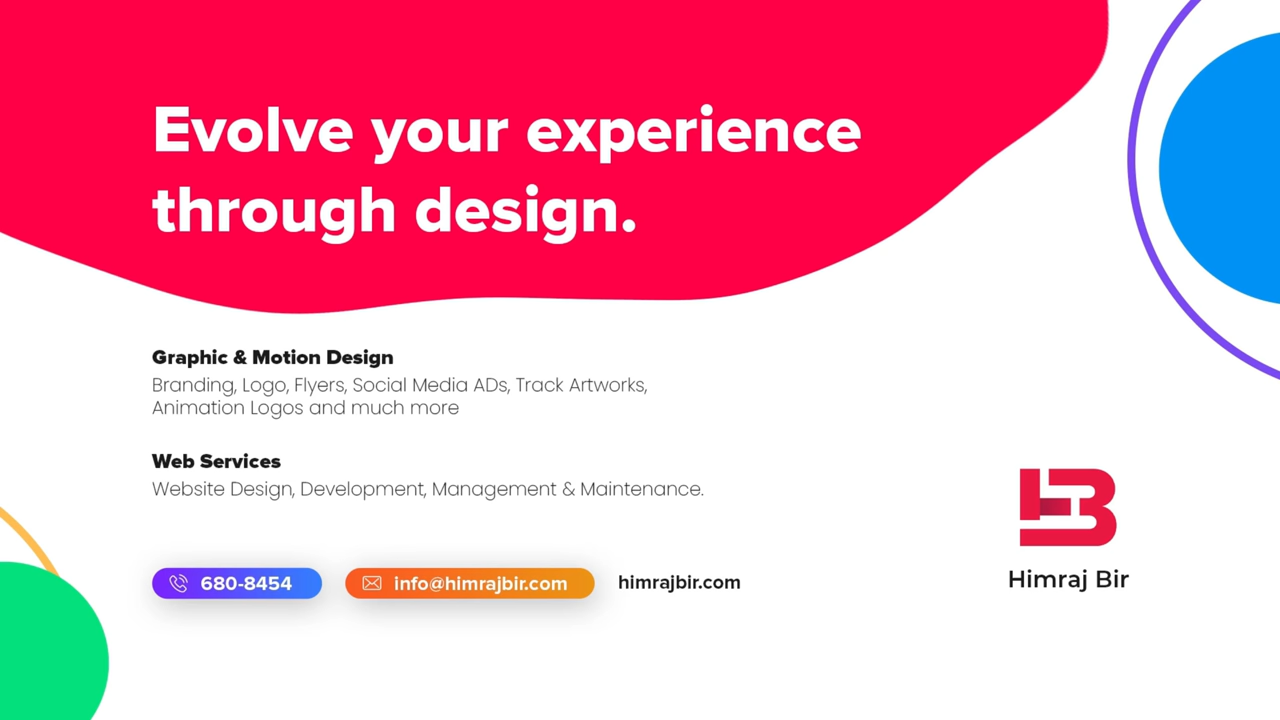 Evolve your experience
through design.
Graphic & Motion Design
Branding, Logo, Flyers, Social Media ADs, Track Artworks,
Animation Logos and much more
Web Services
Website Design, Development, Management & Maintenance.
680-8454
info@himrajbir.com
himrajbir.com
Himraj Bir